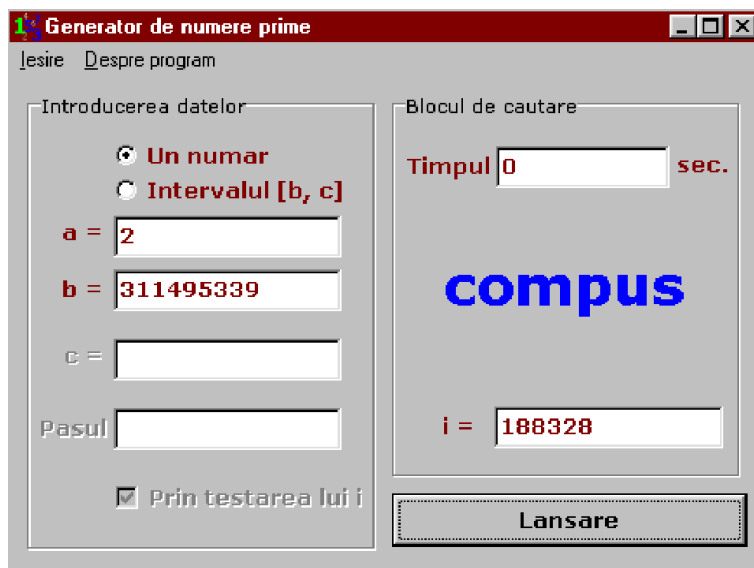 Generator de numere prime
Iesire Despre program
Introducerea datelor
Un numar
Intervalul [b, c]
a = 2
b = 311495339
c =
Pasul
Prin testarea lui i
Blocul de cautare
Timpul 0 sec.
compus
i = 188328
Lansare